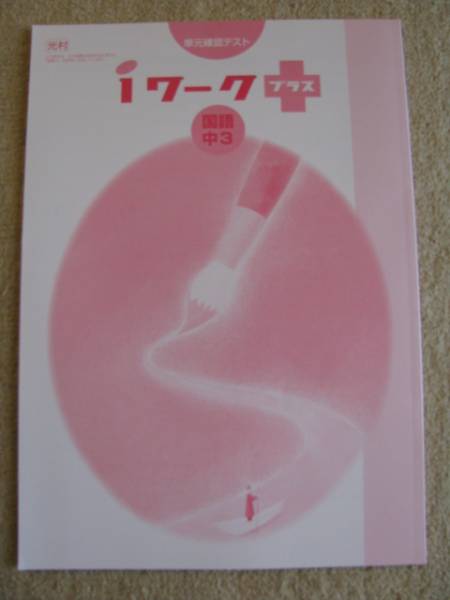 光村
単元確認テスト
iワーク プラス
国語
中3